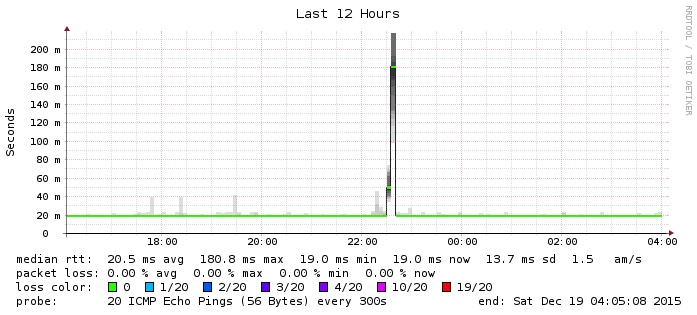 Last 12 Hours
RRDTOOL / TOBI OETIKER
Seconds
200 m
180 m
160 m
140 m
120 m
100 m
80 m
60 m
40 m
20 m
0
18:00 20:00 22:00 00:00 02:00 04:00
median rtt: 20.5 ms avg 180.8 ms max 19.0 ms min 19.0 ms now 13.7 ms sd 1.5 am/s
packet loss: 0.00 % avg 0.00 % max 0.00 % min 0.00 % now
loss color: 0 1/20 2/20 3/20 4/20 10/20 19/20
probe: 20 ICMP Echo Pings (56 Bytes) every 300s end: Sat Dec 19 04:05:08 2015